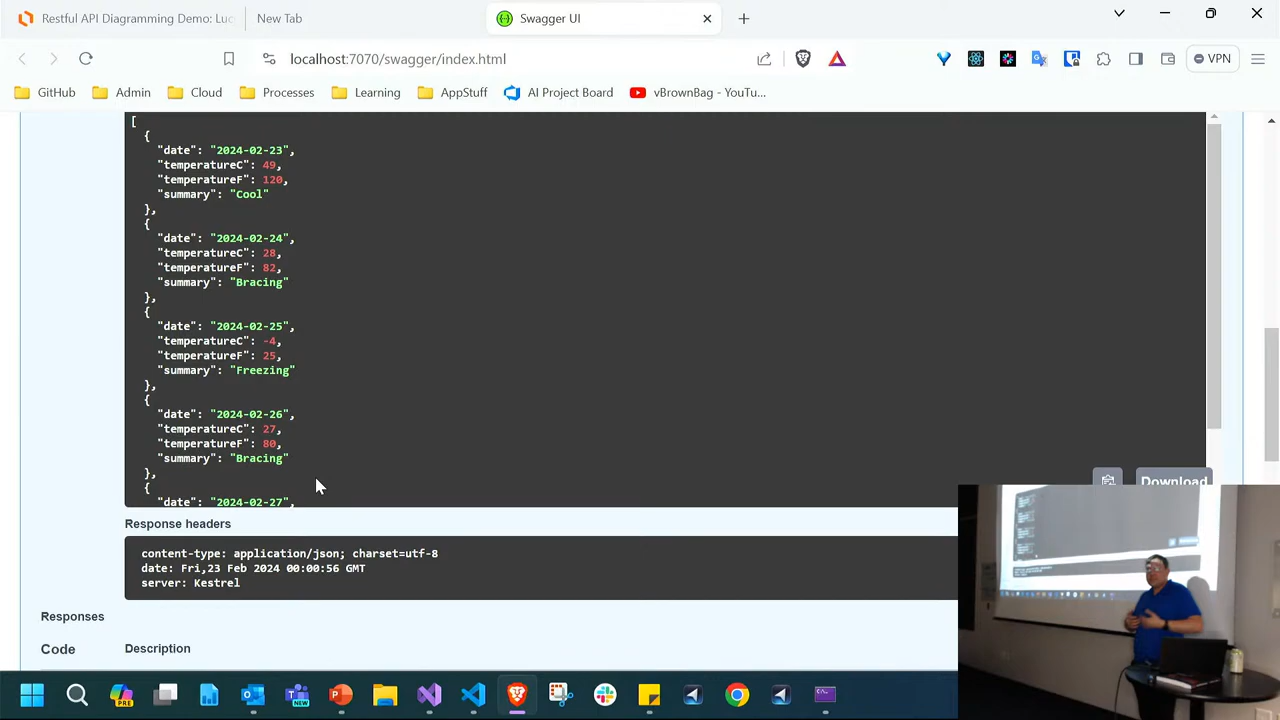 Restful API Diagramming Demo: Luc
New Tab
Swagger UI
localhost:7070/swagger/index.html
VPN
GitHub
Admin
Cloud
Processes
Learning
AppStuff
AI Project Board
vBrownBag - YouTu...
[
{
"date": "2024-02-23",
"temperatureC": 49,
"temperatureF": 120,
"summary": "Cool"
},
{
"date": "2024-02-24",
"temperatureC": 28,
"temperatureF": 82,
"summary": "Bracing"
},
{
"date": "2024-02-25",
"temperatureC": -4,
"temperatureF": 25,
"summary": "Freezing"
},
{
"date": "2024-02-26",
"temperatureC": 27,
"temperatureF": 80,
"summary": "Bracing"
},
{
"date": "2024-02-27",
Download
Response headers
content-type: application/json; charset=utf-8
date: Fri,23 Feb 2024 00:00:56 GMT
server: Kestrel
Responses
Code
Description
PRE
NEW